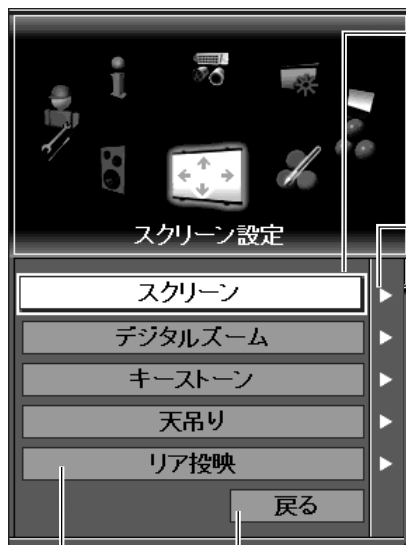 スクリーン設定
スクリーン
デジタルズーム
キーストーン
天吊り
リア投映
戻る